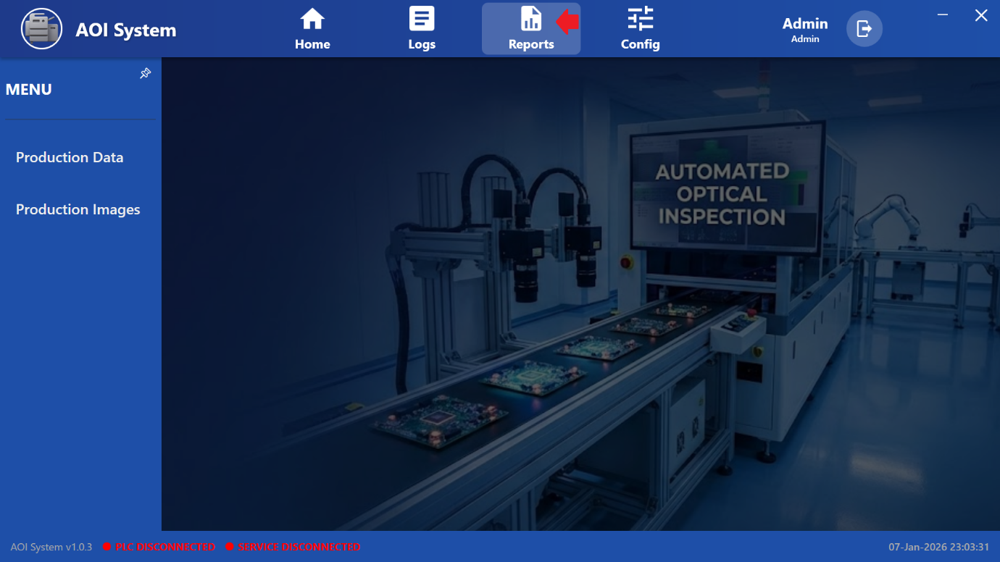 AOI System
Home
Logs
Reports
Config
Admin
Admin
MENU
Production Data
Production Images
AUTOMATED
OPTICAL
INSPECTION
AOI System v1.0.3
PLC DISCONNECTED
SERVICE DISCONNECTED
07-Jan-2026 23:03:31